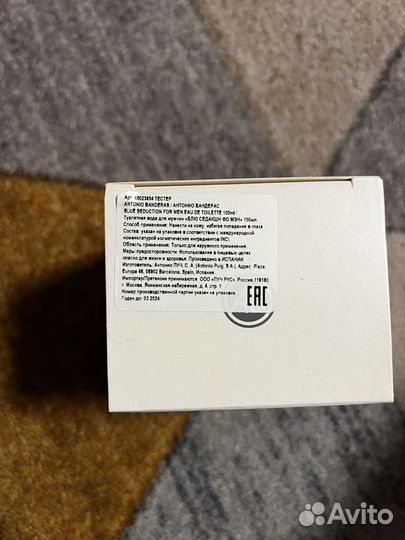 Арт. 65023854 ТЕСТЕР
ANTONIO BANDERAS / АНТОНИО БАНДЕРАС
BLUE SEDUCTION FOR MEN EAU DE TOILETTE 100ml /
Туалетная вода для мужчин «БЛЮ СЕДАКШН ФО МЭН» 100мл
Способ применения: Нанести на кожу, избегая попадания в глаза
Состав: указан на упаковке в соответствии с международной
номенклатурой косметических ингредиентов INCI.
Область применения: Только для наружного применения.
Меры предосторожности: Использование в пищевых целях
опасно для жизни и здоровья. Произведено в ИСПАНИИ
Изготовитель: Антонио ПУЧ, С. А. (Antonio Puig, S.A.), Адрес: Plaza
Europa 46, 08902 Barcelona, Spain, Испания
Импортер/Претензии принимаются: ООО «ПУЧ РУС», Россия,119180
г. Москва, Якиманская набережная, д. 4, стр. 1
Номер производственной партии указан на упаковке.
Годен до: 03 2024
EAC
Avito